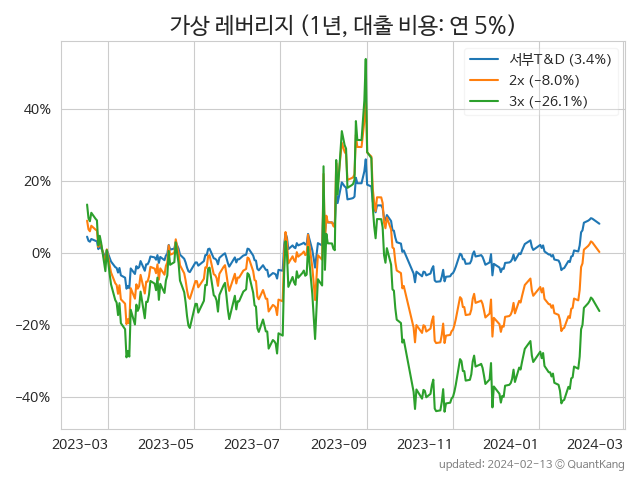 가상 레버리지 (1년, 대출 비용: 연 5%)
서부T&D (3.4%)
2x (−8.0%)
3x (−26.1%)
40%
20%
0%
−20%
−40%
2023-03 2023-05 2023-07 2023-09 2023-11 2024-01 2024-03
updated: 2024-02-13 © QuantKang